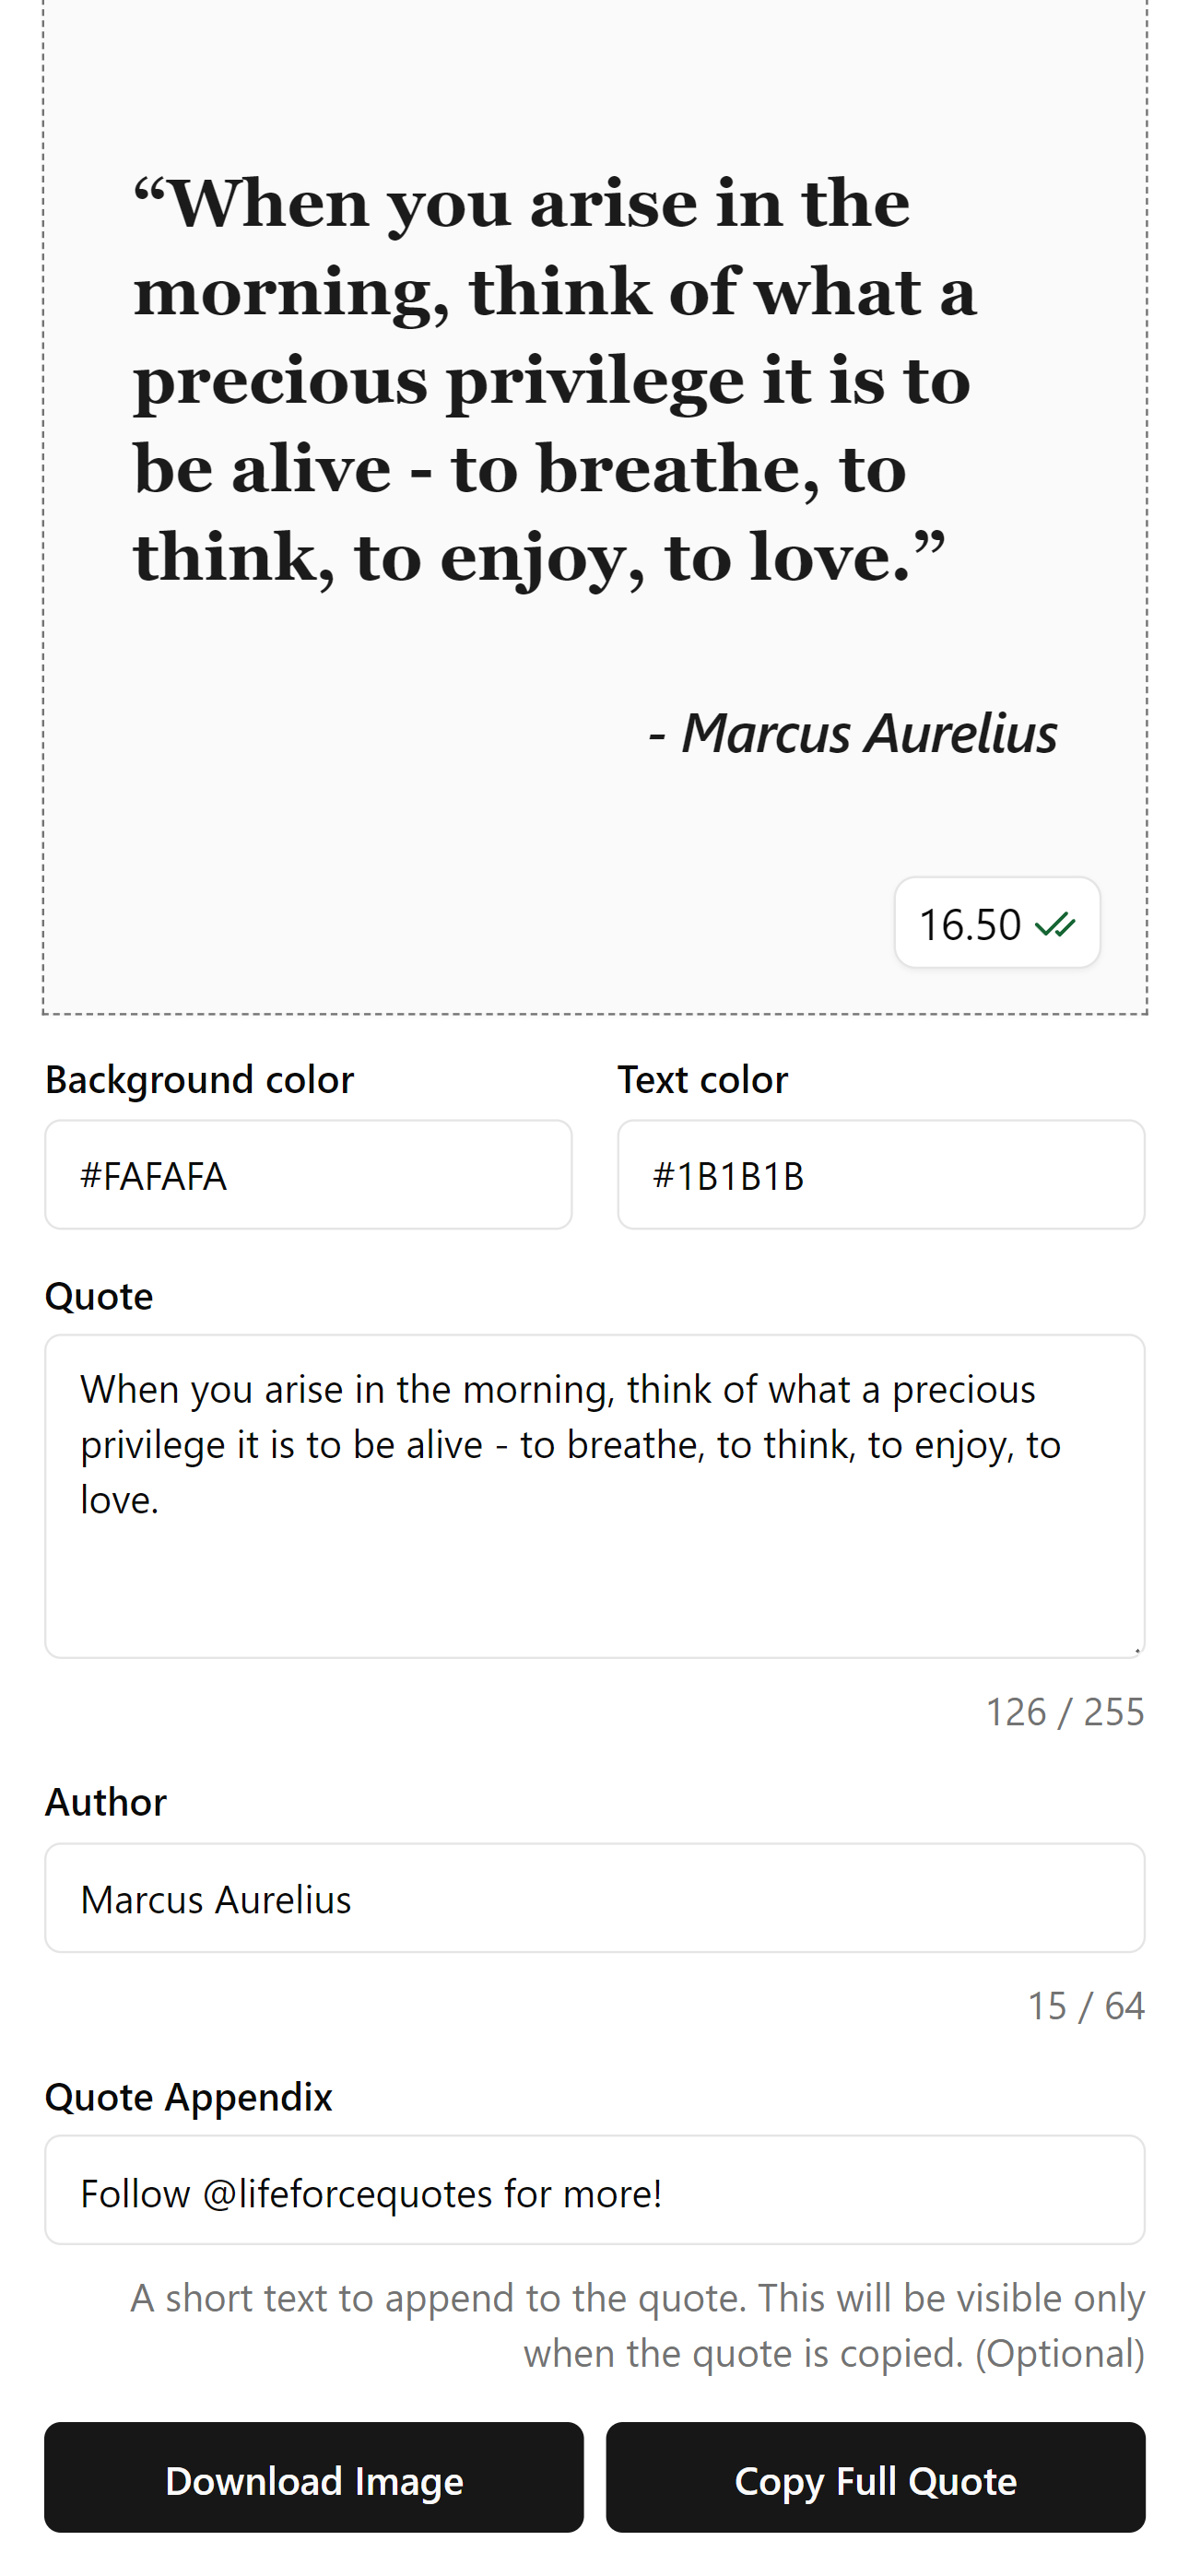 “When you arise in the
morning, think of what a
precious privilege it is to
be alive - to breathe, to
think, to enjoy, to love.”
- Marcus Aurelius
16.50
Background color
Text color
#FAFAFA
#1B1B1B
Quote
When you arise in the morning, think of what a precious
privilege it is to be alive - to breathe, to think, to enjoy, to
love.
126 / 255
Author
Marcus Aurelius
15 / 64
Quote Appendix
Follow @lifeforcequotes for more!
A short text to append to the quote. This will be visible only
when the quote is copied. (Optional)
Download Image
Copy Full Quote